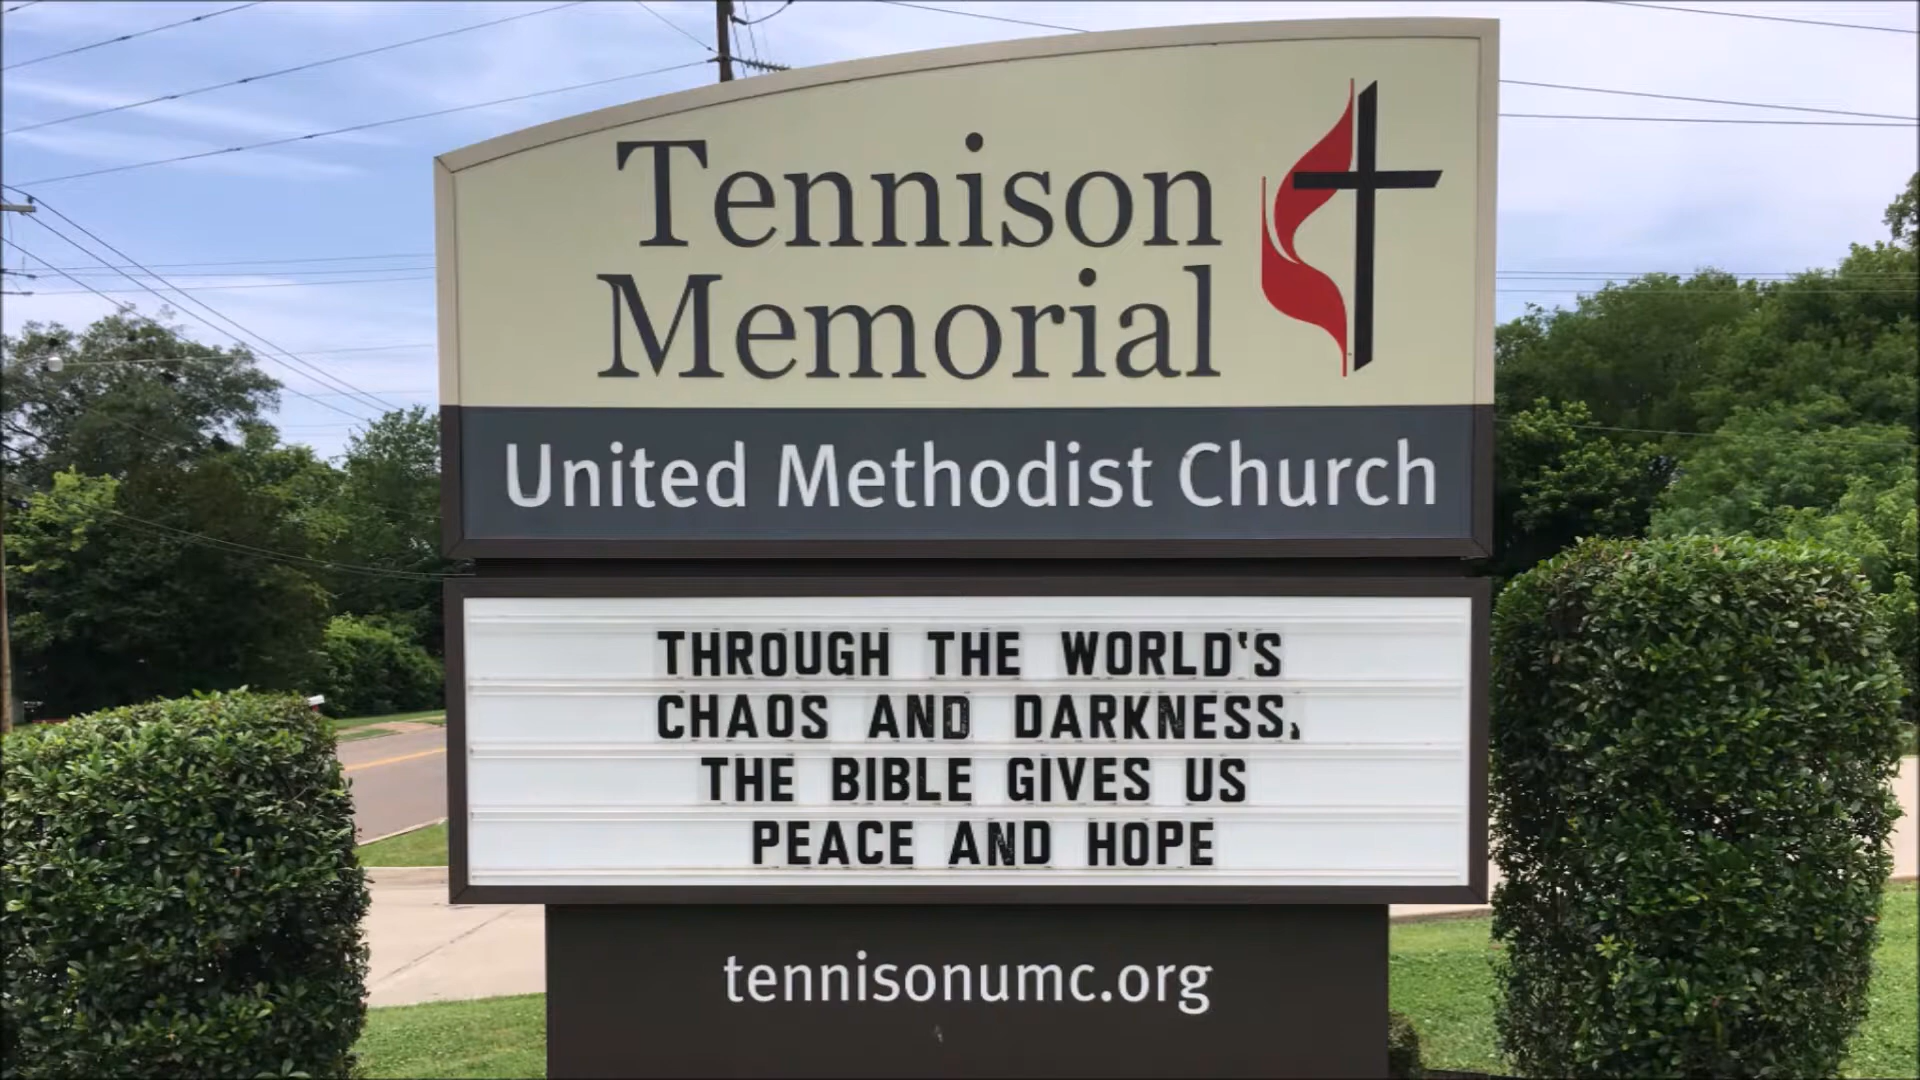 Tennison
Memorial
United Methodist Church
THROUGH THE WORLD'S
CHAOS AND DARKNESS,
THE BIBLE GIVES US
PEACE AND HOPE
tennisonumc.org